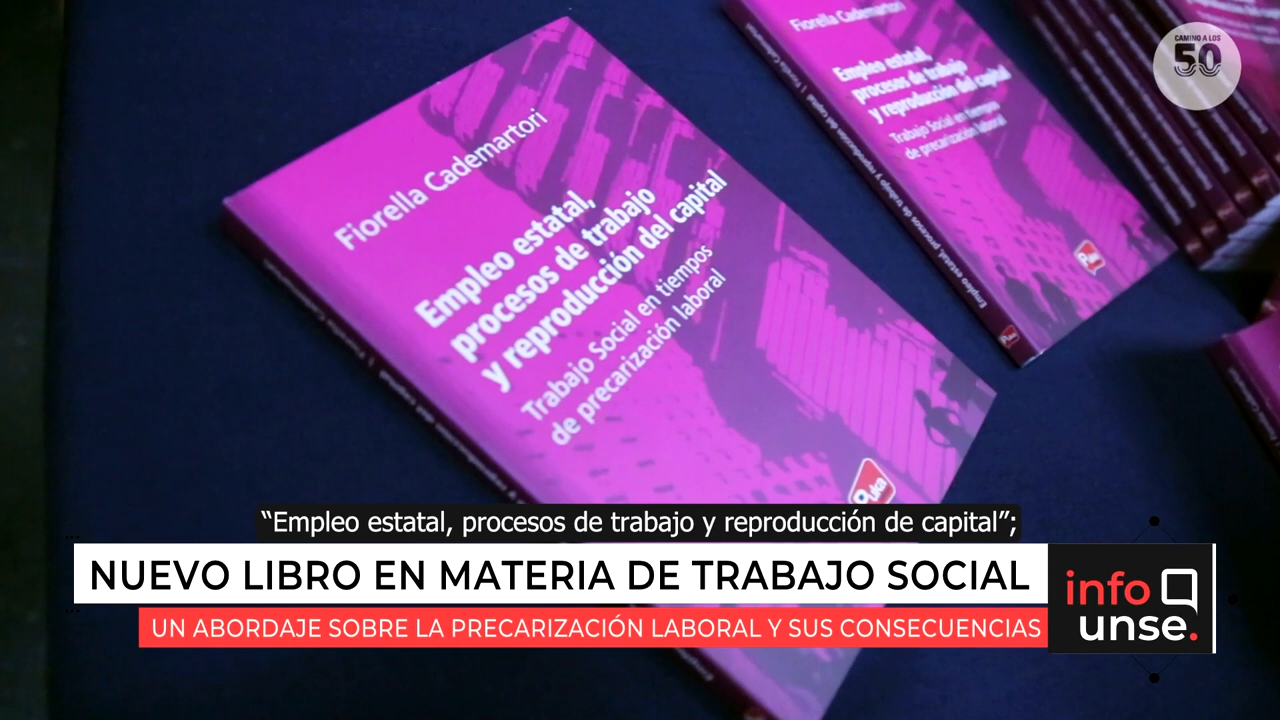 CAMINO A LOS
50
Fiorella Cademartori
Empleo estatal,
procesos de trabajo
y reproducción del capital
Trabajo Social en tiempos
de precarización laboral
Puka
Fiorella Cademartori
Empleo estatal,
procesos de trabajo
y reproducción del capital
Trabajo Social en tiempos
de precarización laboral
Puka
“Empleo estatal, procesos de trabajo y reproducción de capital”;
NUEVO LIBRO EN MATERIA DE TRABAJO SOCIAL
UN ABORDAJE SOBRE LA PRECARIZACIÓN LABORAL Y SUS CONSECUENCIAS
info
unse.